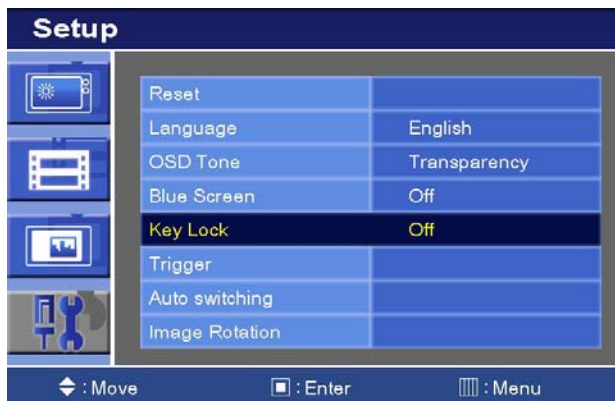 Setup
Reset
Language English
OSD Tone Transparency
Blue Screen Off
Key Lock Off
Trigger
Auto switching
Image Rotation
: Move : Enter : Menu